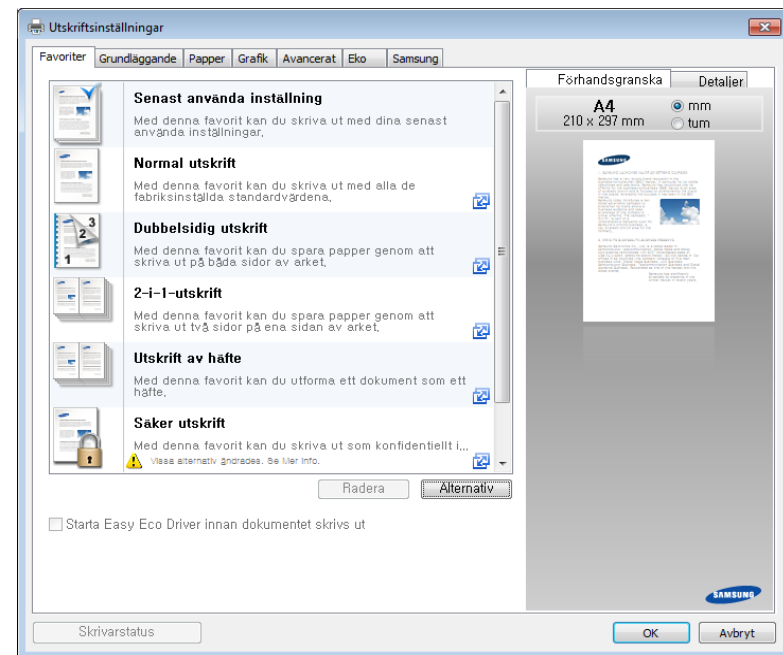 Utskriftsinställningar
Favoriter Grundläggande Papper Grafik Avancerat Eko Samsung
Senast använda inställning
Med denna favorit kan du skriva ut med dina senast
använda inställningar.
Normal utskrift
Med denna favorit kan du skriva ut med alla de
fabriksinställda standardvärdena.
Dubbelsidig utskrift
Med denna favorit kan du spara papper genom att
skriva ut på båda sidor av arket.
2-i-1-utskrift
Med denna favorit kan du spara papper genom att
skriva ut två sidor på ena sidan av arket.
Utskrift av häfte
Med denna favorit kan du utforma ett dokument som ett
häfte.
Säker utskrift
Med denna favorit kan du skriva ut som konfidentiellt i...
Vissa alternativ ändrades. Se Mer info.
Radera Alternativ
Starta Easy Eco Driver innan dokumentet skrivs ut
Skrivarstatus
Förhandsgranska Detaljer
A4
210 x 297 mm
mm
tum
SAMSUNG
SAMSUNG
OK Avbryt